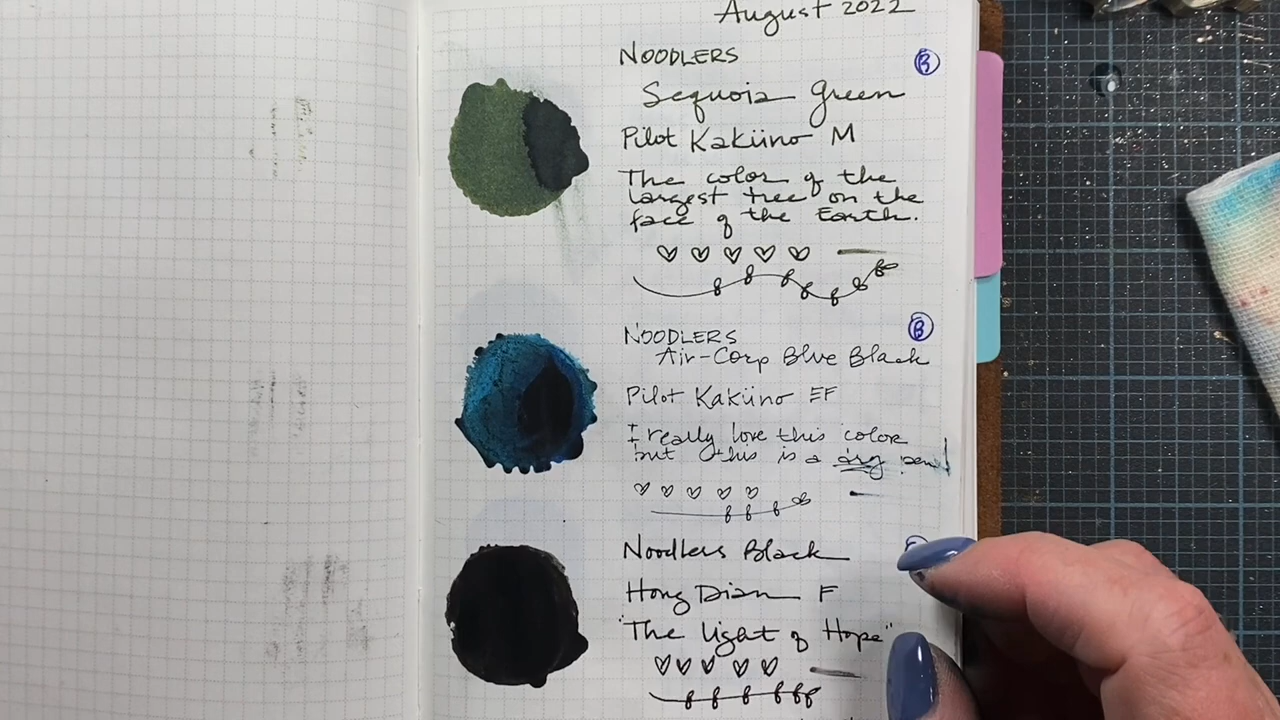 August 2022
NOODLERS B
Sequoia Green
Pilot Kaküno M
The color of the
largest tree on the
face of the Earth.
NOODLERS B
Air-Corp Blue Black
Pilot Kaküno EF
I really love this color
but this is a dry pen!
Noodlers Black
Hong Dian F
"The light of Hope"